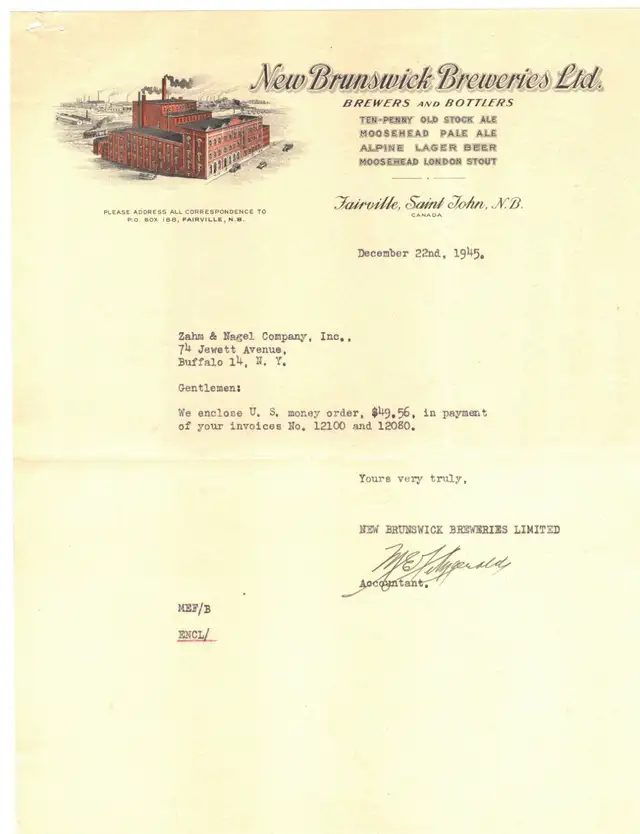 New Brunswick Breweries Ltd.
BREWERS AND BOTTLERS
TEN-PENNY OLD STOCK ALE
MOOSEHEAD PALE ALE
ALPINE LAGER BEER
MOOSEHEAD LONDON STOUT
Fairville, Saint John, N.B.
CANADA
PLEASE ADDRESS ALL CORRESPONDENCE TO
P.O. BOX 188, FAIRVILLE, N.B.
December 22nd, 1945.
Zahm & Nagel Company, Inc.,
74 Jewett Avenue,
Buffalo 14, N. Y.
Gentlemen:
We enclose U. S. money order, $49.56, in payment
of your invoices No. 12100 and 12080.
Yours very truly,
NEW BRUNSWICK BREWERIES LIMITED
M E Fitzgerald
Accountant.
MEF/B
ENCL/